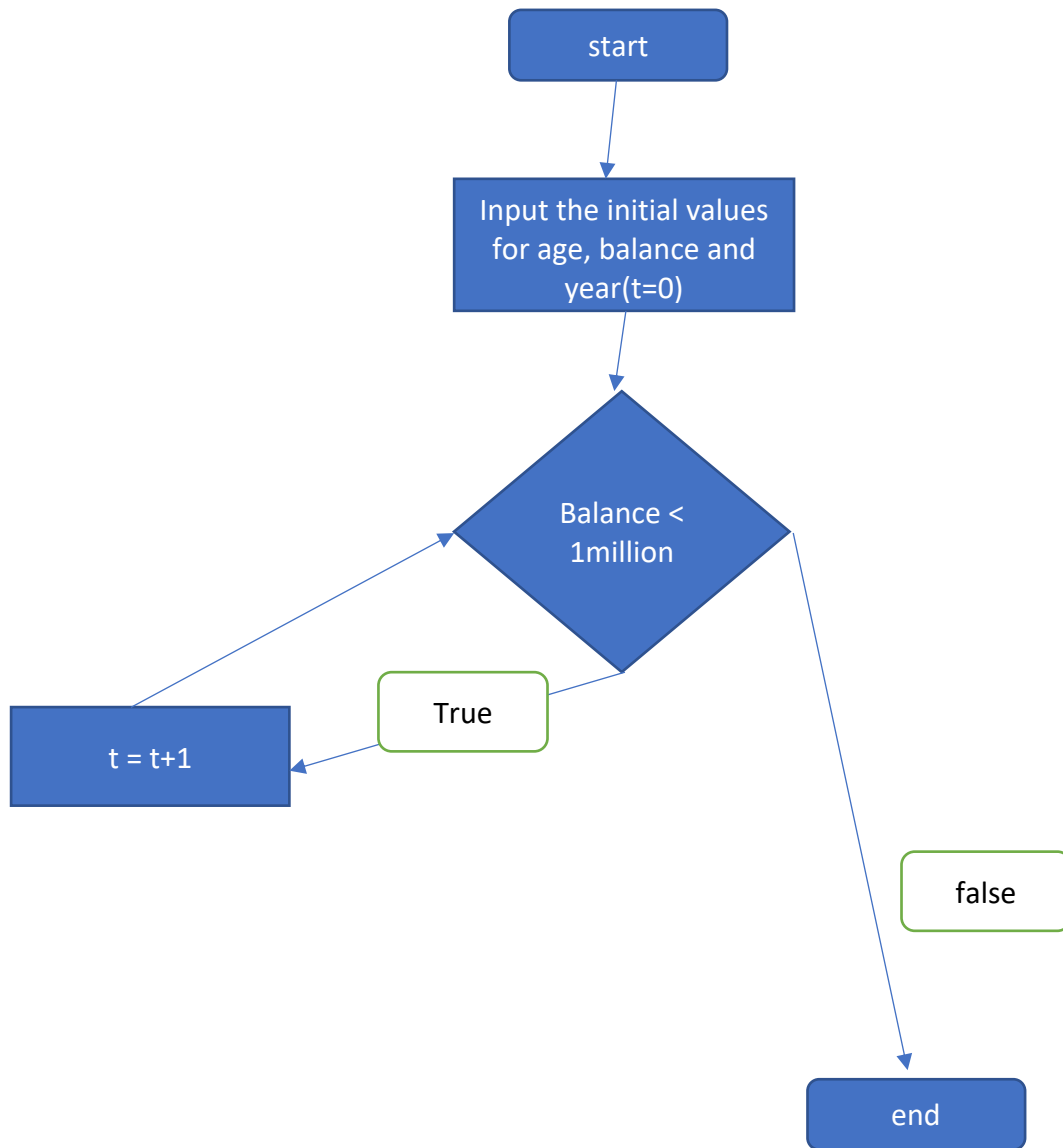 start
Input the initial values
for age, balance and
year(t=0)
Balance <
1million
True
t = t+1
false
end